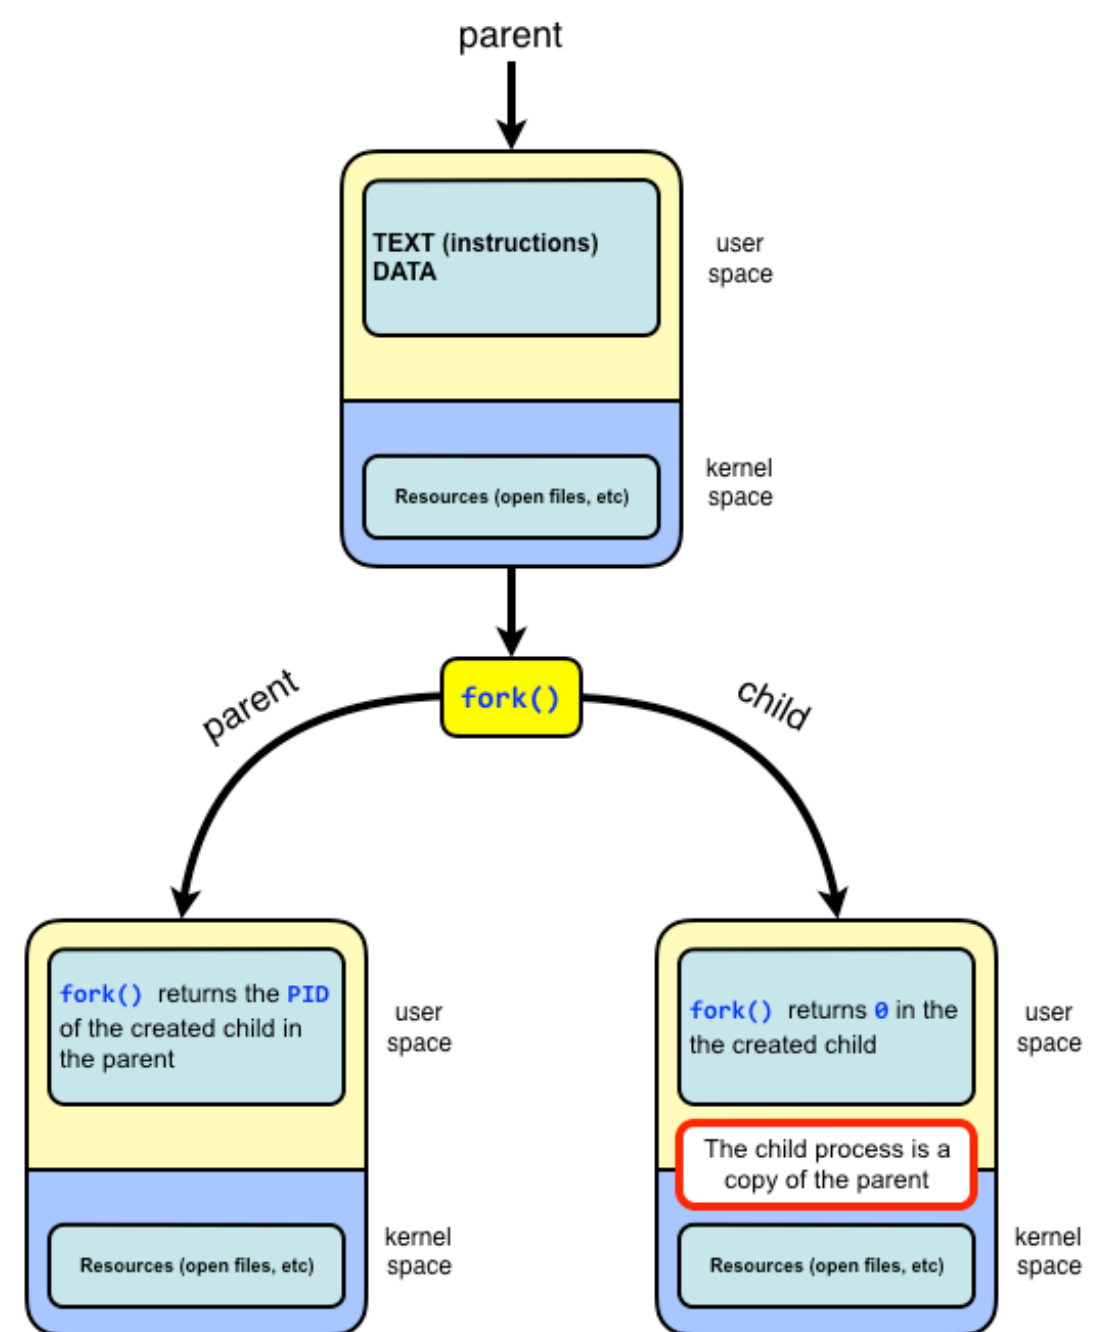 parent
TEXT (instructions)
DATA
user
space
Resources (open files, etc)
kernel
space
fork()
parent
child
fork() returns the PID
of the created child in
the parent
user
space
Resources (open files, etc)
kernel
space
fork() returns 0 in the
the created child
user
space
The child process is a
copy of the parent
Resources (open files, etc)
kernel
space